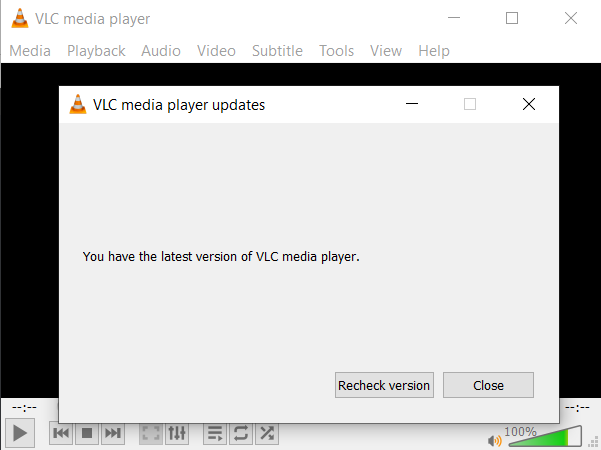 VLC media player
Media Playback Audio Video Subtitle Tools View Help
VLC media player updates
You have the latest version of VLC media player.
Recheck version Close
--:-- --:--
100%